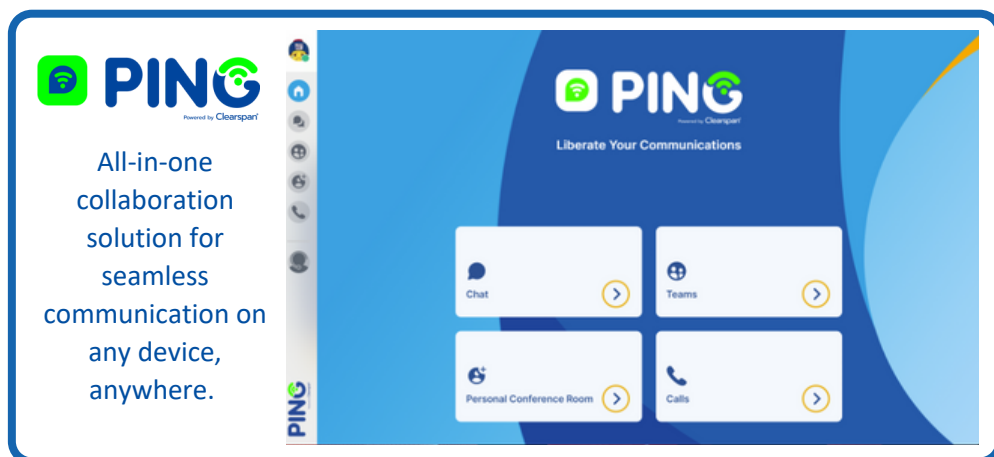 PING
Powered by Clearspan
All-in-one
collaboration
solution for
seamless
communication on
any device,
anywhere.
PING
Powered by Clearspan
Liberate Your Communications
Chat
Teams
Personal Conference Room
Calls
PING